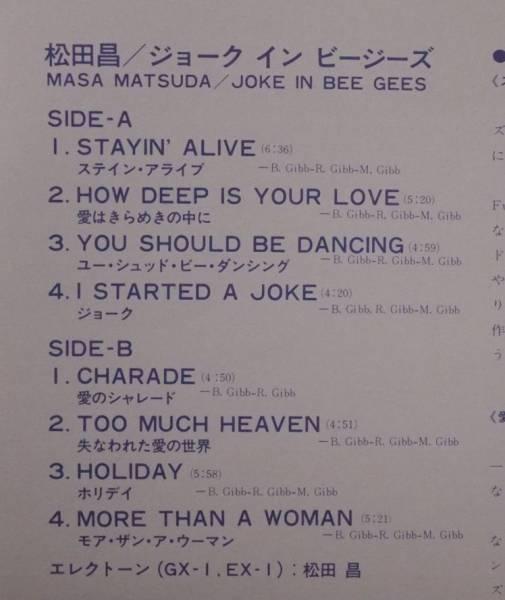 松田昌／ジョーク イン ビージーズ
MASA MATSUDA／JOKE IN BEE GEES
SIDE-A
1. STAYIN' ALIVE (6:36)
ステイン・アライブ —B. Gibb-R. Gibb-M. Gibb
2. HOW DEEP IS YOUR LOVE (5:20)
愛はきらめきの中に —B. Gibb-R. Gibb-M. Gibb
3. YOU SHOULD BE DANCING (4:59)
ユー・シュッド・ビー・ダンシング —B. Gibb-R. Gibb-M. Gibb
4. I STARTED A JOKE (4:20)
ジョーク —B. Gibb. R. Gibb-M. Gibb
SIDE-B
1. CHARADE (4:50)
愛のシャレード —B. Gibb-R. Gibb
2. TOO MUCH HEAVEN (4:51)
失なわれた愛の世界 —B. Gibb-R. Gibb-M. Gibb
3. HOLIDAY (5:58)
ホリデイ —B. Gibb-R. Gibb-M. Gibb
4. MORE THAN A WOMAN (5:21)
モア・ザン・ア・ウーマン —B. Gibb-R. Gibb-M. Gibb
エレクトーン (GX-1, EX-1)：松田 昌